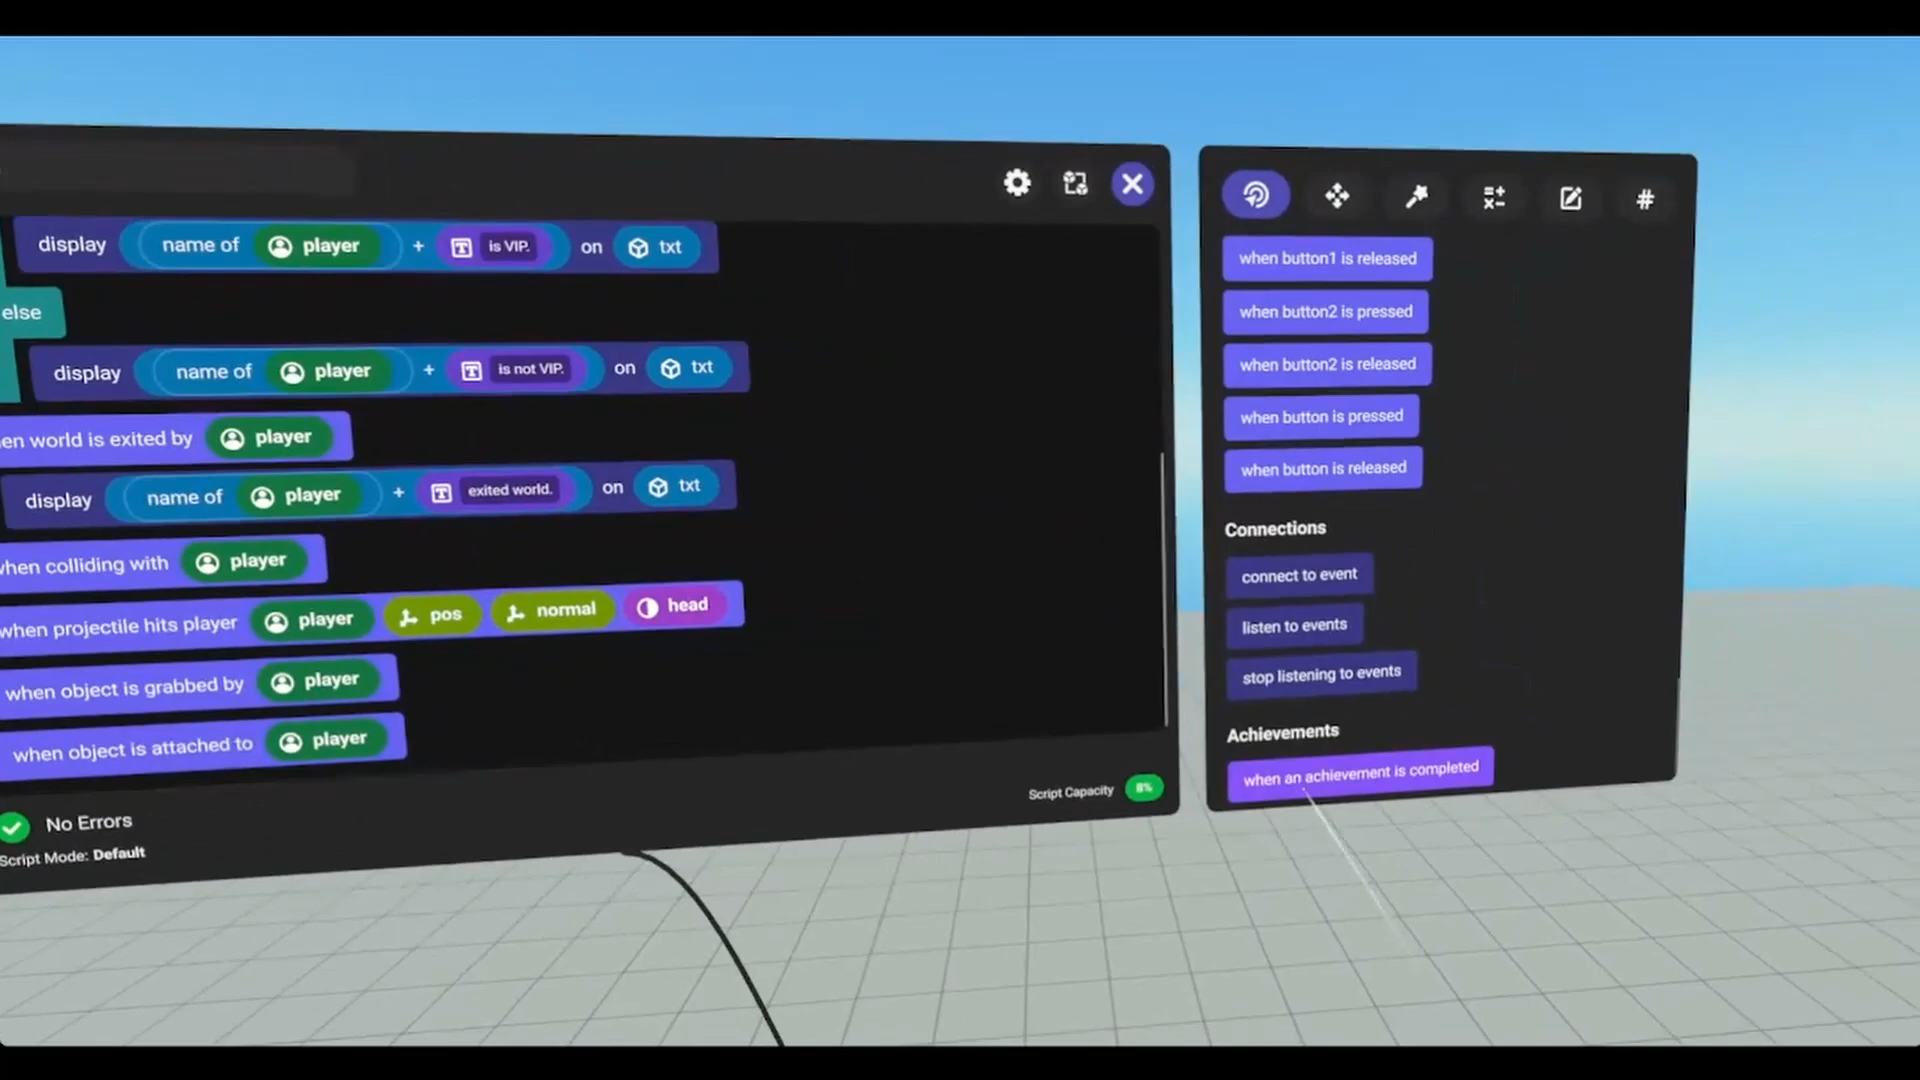 display name of player + is VIP. on txt
else
display name of player + is not VIP. on txt
en world is exited by player
display name of player + exited world. on txt
when colliding with player
when projectile hits player player pos normal head
when object is grabbed by player
when object is attached to player
No Errors
Script Mode: Default
Script Capacity 8%
#
when button1 is released
when button2 is pressed
when button2 is released
when button is pressed
when button is released
Connections
connect to event
listen to events
stop listening to events
Achievements
when an achievement is completed